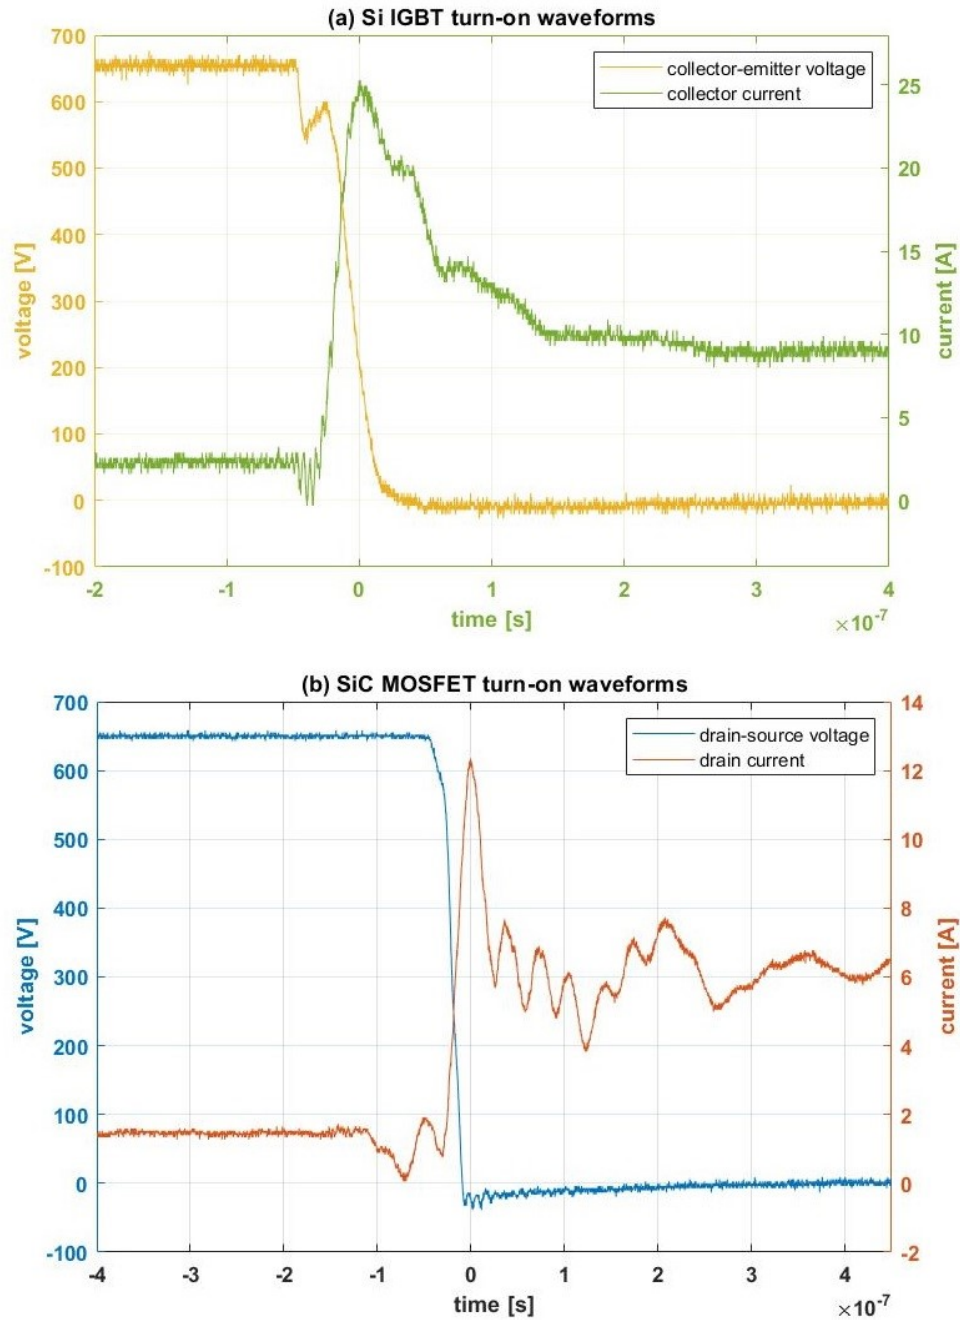 (a) Si IGBT turn-on waveforms
700
600
500
400
300
200
100
0
-100
voltage [V]
collector-emitter voltage
collector current
25
20
15
10
5
0
current [A]
-2 -1 0 1 2 3 4
time [s]
×10-7
(b) SiC MOSFET turn-on waveforms
700
600
500
400
300
200
100
0
-100
voltage [V]
drain-source voltage
drain current
14
12
10
8
6
4
2
0
-2
current [A]
-4 -3 -2 -1 0 1 2 3 4
time [s]
×10-7